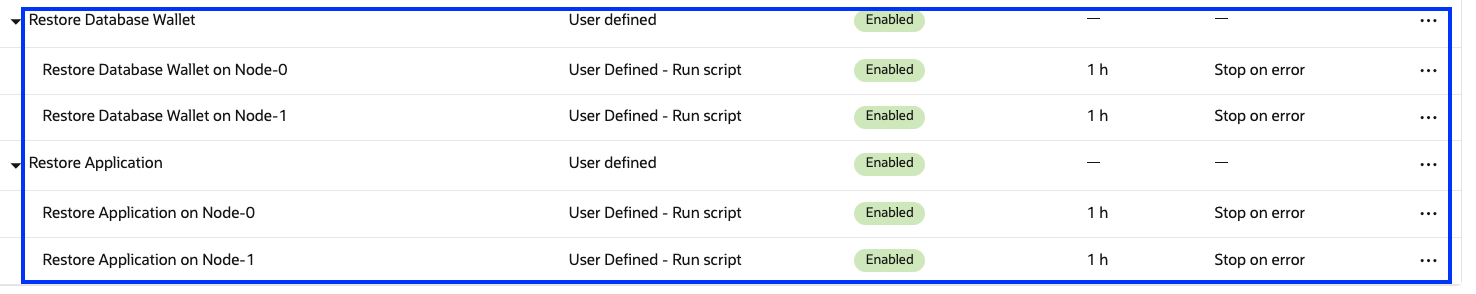 Restore Database Wallet User defined Enabled — — ...
Restore Database Wallet on Node-0 User Defined - Run script Enabled 1 h Stop on error ...
Restore Database Wallet on Node-1 User Defined - Run script Enabled 1 h Stop on error ...
Restore Application User defined Enabled — — ...
Restore Application on Node-0 User Defined - Run script Enabled 1 h Stop on error ...
Restore Application on Node-1 User Defined - Run script Enabled 1 h Stop on error ...